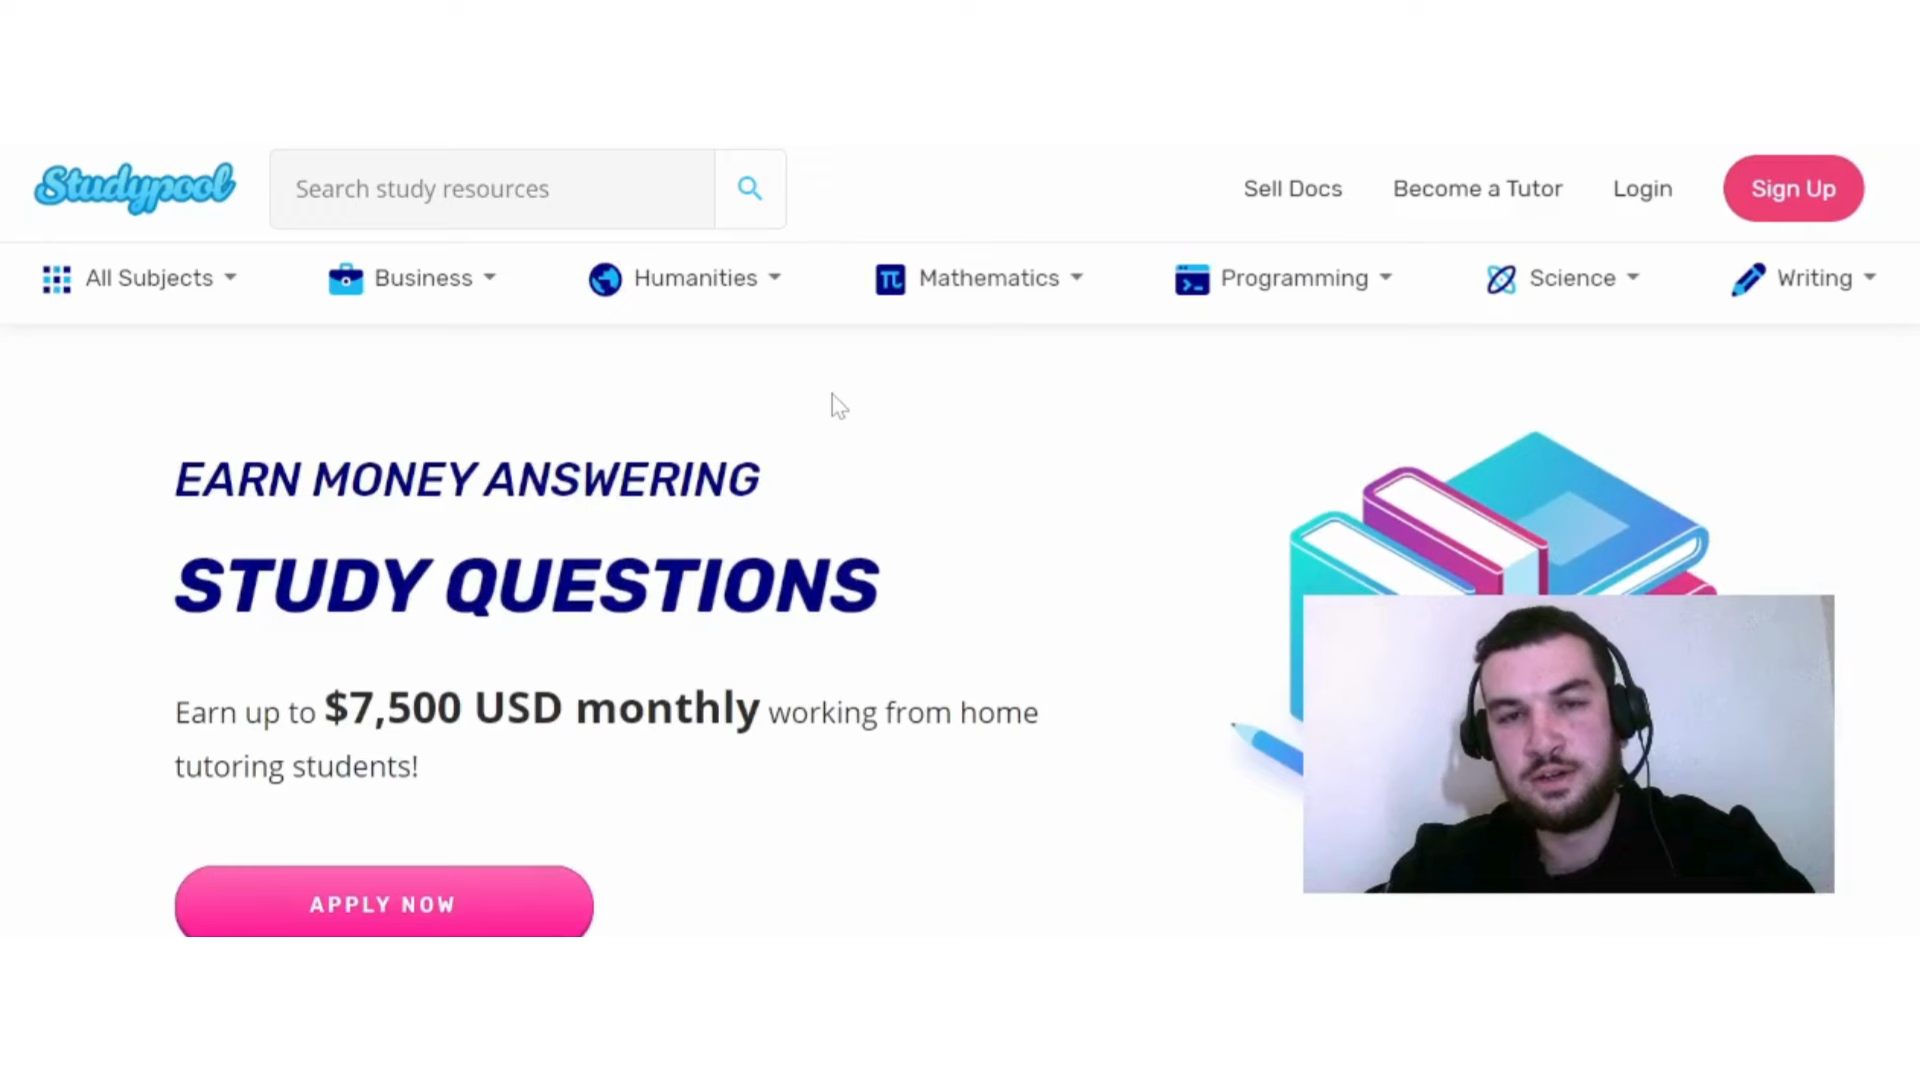 Studypool
Search study resources
Sell Docs
Become a Tutor
Login
Sign Up
All Subjects
Business
Humanities
Mathematics
Programming
Science
Writing
EARN MONEY ANSWERING
STUDY QUESTIONS
Earn up to $7,500 USD monthly working from home
tutoring students!
APPLY NOW